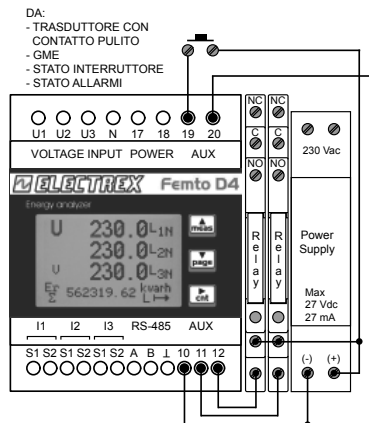 DA:
- TRASDUTTORE CON
CONTATTO PULITO
- GME
- STATO INTERRUTTORE
- STATO ALLARMI
NC NC
U1 U2 U3 N 17 18 19 20
C C
230 Vac
VOLTAGE INPUT POWER AUX
NO NO
ELECTREX Femto D4
Energy analyzer
U 230.0 L1N
meas
230.0 L2N
page
U 230.0 L3N
Er Σ 562319.62 kvarh L
cnt
Relay Relay
Power
Supply
Max
27 Vdc
27 mA
I1 I2 I3 RS-485 AUX
S1 S2 S1 S2 S1 S2 A B ⊥ 10 11 12
(-) (+)